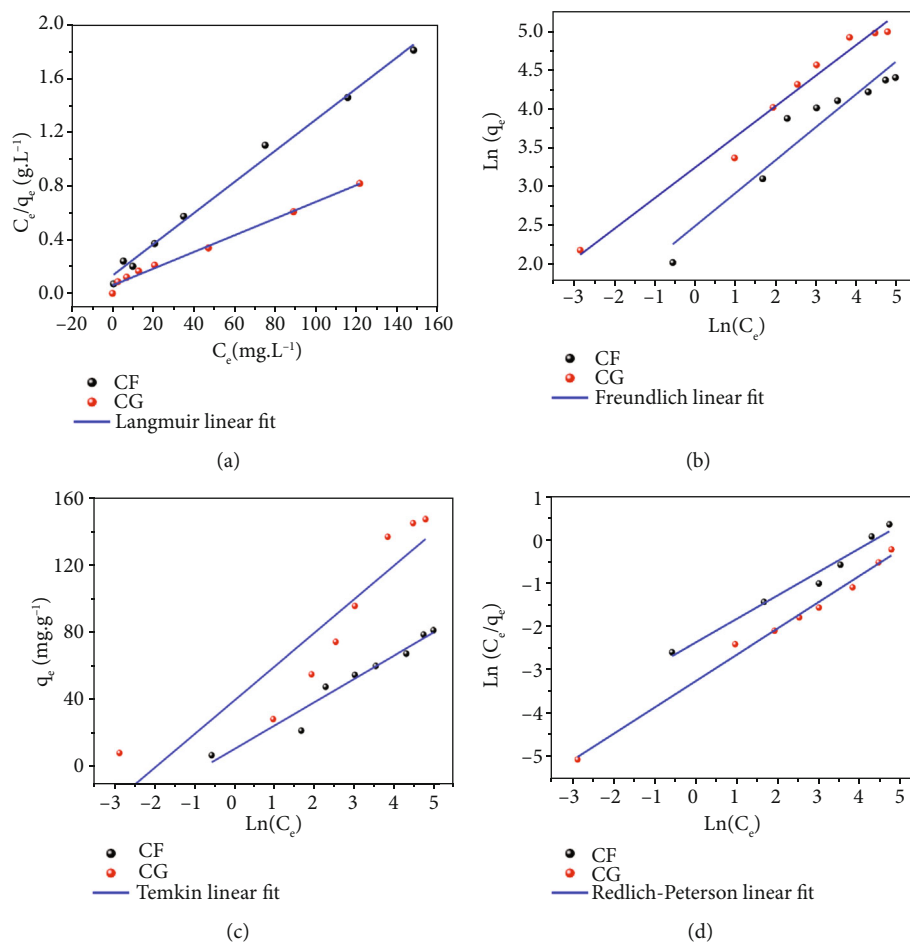 2.0
1.6
1.2
0.8
0.4
0.0
C_e/q_e (g.L⁻¹)
−20 0 20 40 60 80 100 120 140 160
C_e(mg.L⁻¹)
CF
CG
Langmuir linear fit
(a)
5.0
4.5
4.0
3.5
3.0
2.5
2.0
Ln (q_e)
−3 −2 −1 0 1 2 3 4 5
Ln(C_e)
CF
CG
Freundlich linear fit
(b)
160
120
80
40
0
q_e (mg.g⁻¹)
−3 −2 −1 0 1 2 3 4 5
Ln(C_e)
CF
CG
Temkin linear fit
(c)
1
0
−1
−2
−3
−4
−5
Ln (C_e/q_e)
−3 −2 −1 0 1 2 3 4 5
Ln(C_e)
CF
CG
Redlich-Peterson linear fit
(d)